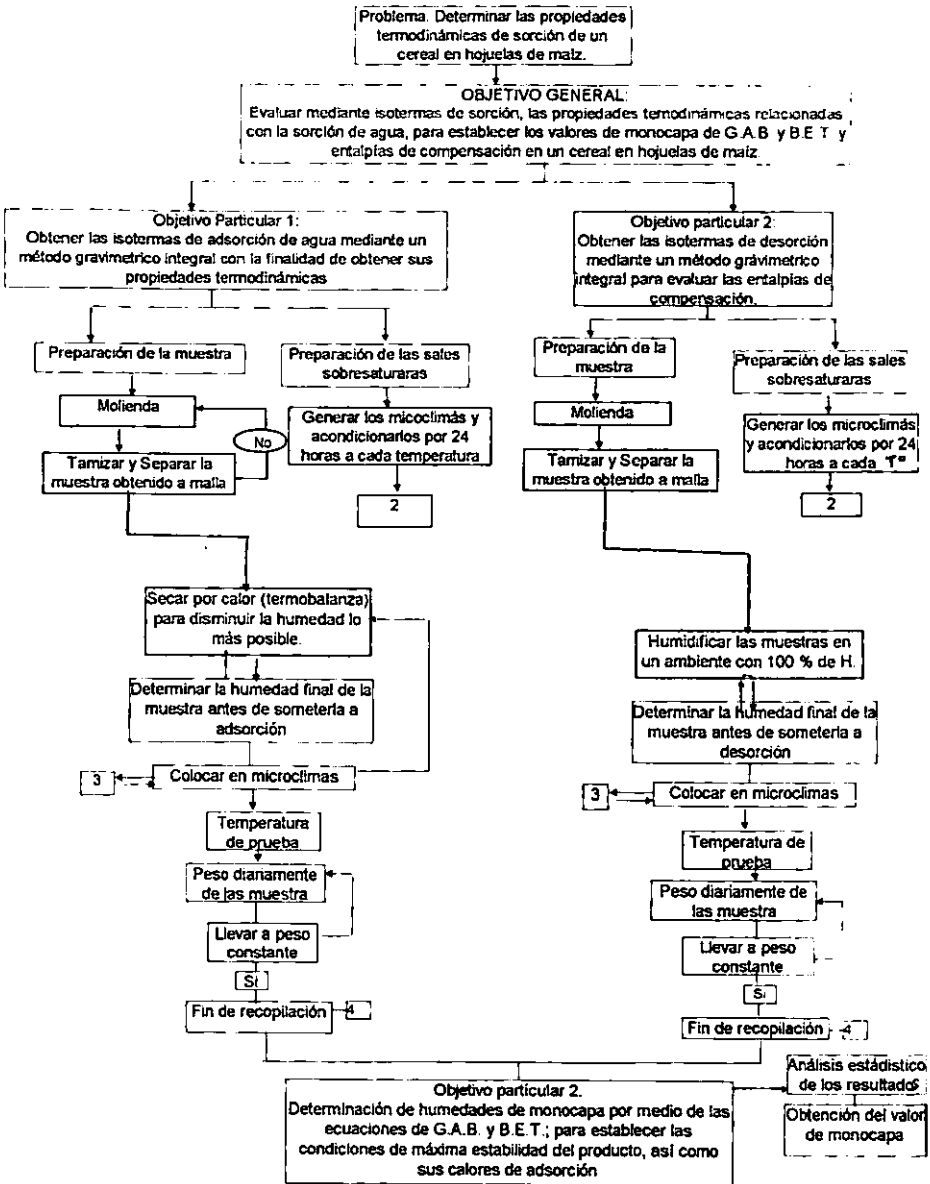 Problema. Determinar las propiedades
termodinámicas de sorción de un
cereal en hojuelas de maíz.
OBJETIVO GENERAL:
Evaluar mediante isotermas de sorción, las propiedades termodinámicas relacionadas
con la sorción de agua, para establecer los valores de monocapa de G.A.B. y B.E.T. y
entalpías de compensación en un cereal en hojuelas de maíz.
Objetivo Particular 1:
Obtener las isotermas de adsorción de agua mediante un
método gravimetrico integral con la finalidad de obtener sus
propiedades termodinámicas
Preparación de la muestra
Molienda
No
Tamizar y Separar la
muestra obtenido a malla
Preparación de las sales
sobresaturaras
Generar los micoclimás y
acondicionarlos por 24
horas a cada temperatura
2
Secar por calor (termobalanza)
para disminuir la humedad lo
más posible.
Determinar la humedad final de la
muestra antes de someterla a
adsorción
3
Colocar en microclimas
Temperatura
de prueba
Peso diariamente
de las muestra
Llevar a peso
constante
Si
Fin de recopilación
4
Objetivo particular 2:
Obtener las isotermas de desorción
mediante un método grávimetrico
integral para evaluar las entalpías de
compensación.
Preparación de la
muestra
Molienda
Tamizar y Separar la
muestra obtenido a malla
Preparación de las sales
sobresaturaras
Generar los microclimás
y acondicionarlos por 24
horas a cada T°
2
Humidificar las muestras en
un ambiente con 100 % de H.
Determinar la humedad final de la
muestra antes de someterla a
desorción
3
Colocar en microclimas
Temperatura de
prueba
Peso diariamente de
las muestra
Llevar a peso
constante
Si
Fin de recopilación
4
Objetivo particular 2.
Determinación de humedades de monocapa por medio de las
ecuaciones de G.A.B. y B.E.T.; para establecer las
condiciones de máxima estabilidad del producto, así como
sus calores de adsorción
Análisis estádistico
de los resultados
Obtención del valor
de monocapa